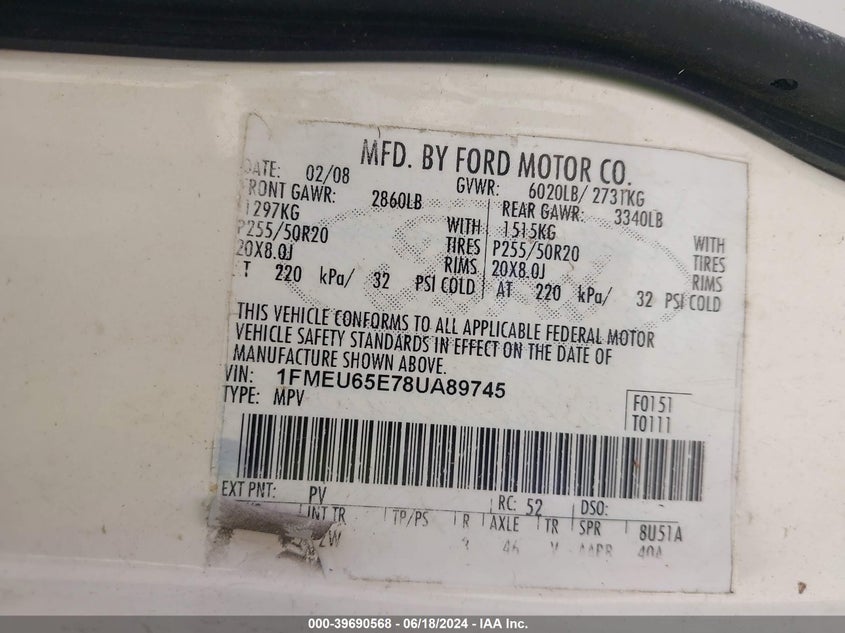 MFD. BY FORD MOTOR CO.
DATE: 02/08 GVWR: 6020LB/ 2731KG
FRONT GAWR: 2860LB REAR GAWR: 3340LB
1297KG WITH 1515KG WITH
P255/50R20 TIRES P255/50R20 TIRES
20X8.0J RIMS 20X8.0J RIMS
T 220 kPa/ 32 PSI COLD AT 220 kPa/ 32 PSI COLD
THIS VEHICLE CONFORMS TO ALL APPLICABLE FEDERAL MOTOR
VEHICLE SAFETY STANDARDS IN EFFECT ON THE DATE OF
MANUFACTURE SHOWN ABOVE.
VIN: 1FMEU65E78UA89745
TYPE: MPV
F0151
T0111
EXT PNT: PV RC: 52 DSO:
INT TR TP/PS R AXLE TR SPR 8U51A
ZW 46
000-39690568 - 06/18/2024 - IAA Inc.